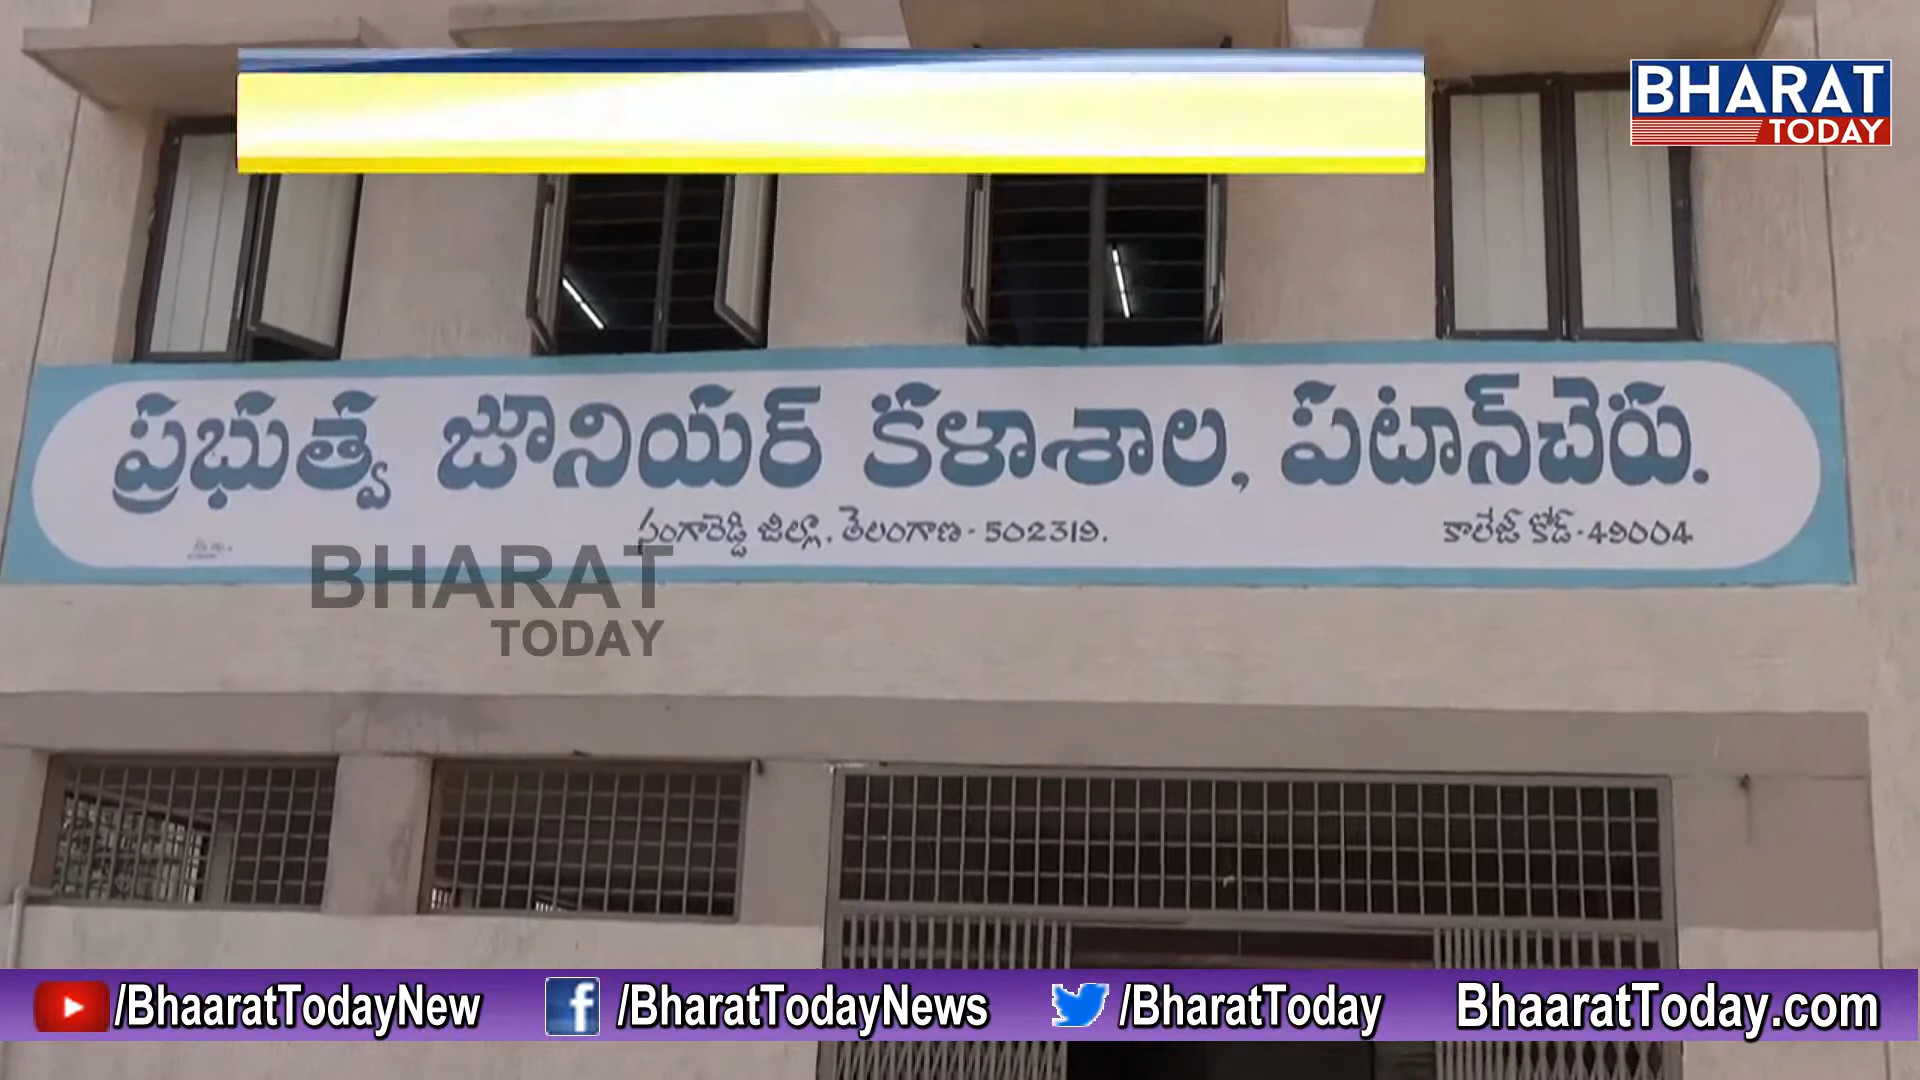 BHARAT
TODAY
ప్రభుత్వ జూనియర్ కళాశాల, పటాన్‌చెరు.
సంగారెడ్డి జిల్లా, తెలంగాణ - 502319.
కాలేజ్ కోడ్ - 49004
BHARAT
TODAY
/BhaaratTodayNew
/BharatTodayNews
/BharatToday
BhaaratToday.com